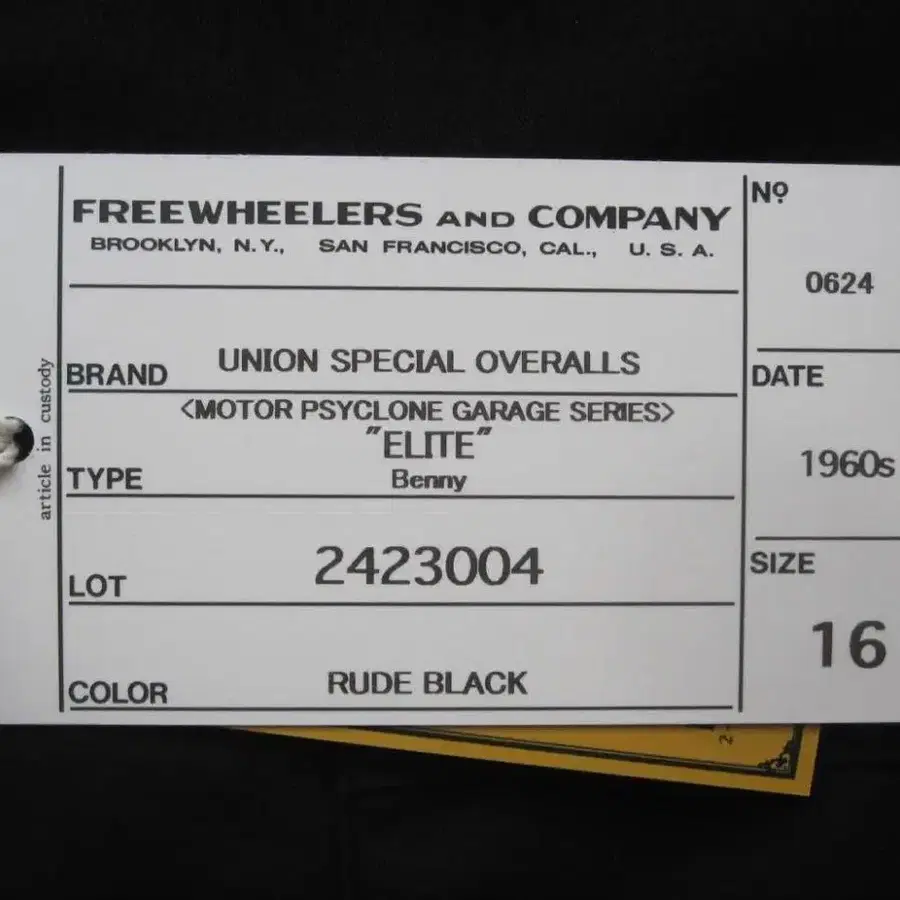 FREEWHEELERS AND COMPANY
BROOKLYN, N.Y., SAN FRANCISCO, CAL., U. S. A.
Nº
0624
BRAND UNION SPECIAL OVERALLS
DATE
1960s
<MOTOR PSYCLONE GARAGE SERIES>
"ELITE"
TYPE Benny
LOT 2423004
SIZE
16
COLOR RUDE BLACK
article in custody